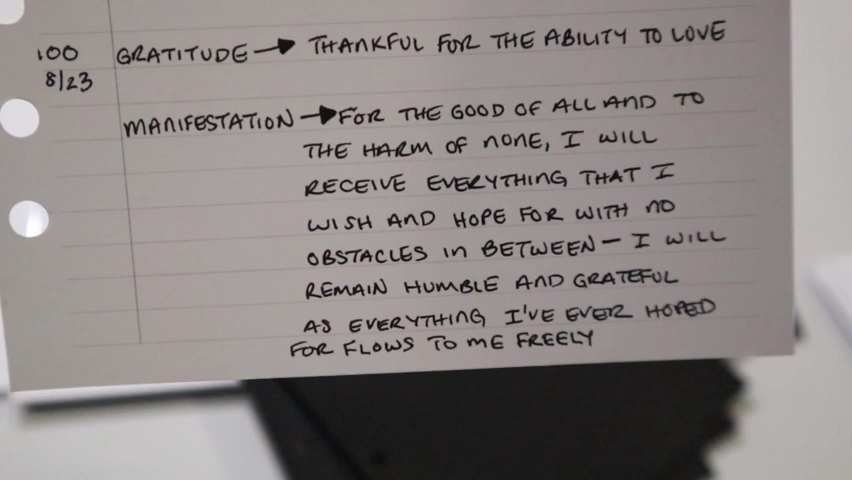 100 GRATITUDE → THANKFUL FOR THE ABILITY TO LOVE
8/23
MANIFESTATION → FOR THE GOOD OF ALL AND TO
THE HARM OF NONE, I WILL
RECEIVE EVERYTHING THAT I
WISH AND HOPE FOR WITH NO
OBSTACLES IN BETWEEN - I WILL
REMAIN HUMBLE AND GRATEFUL
AS EVERYTHING I'VE EVER HOPED
FOR FLOWS TO ME FREELY